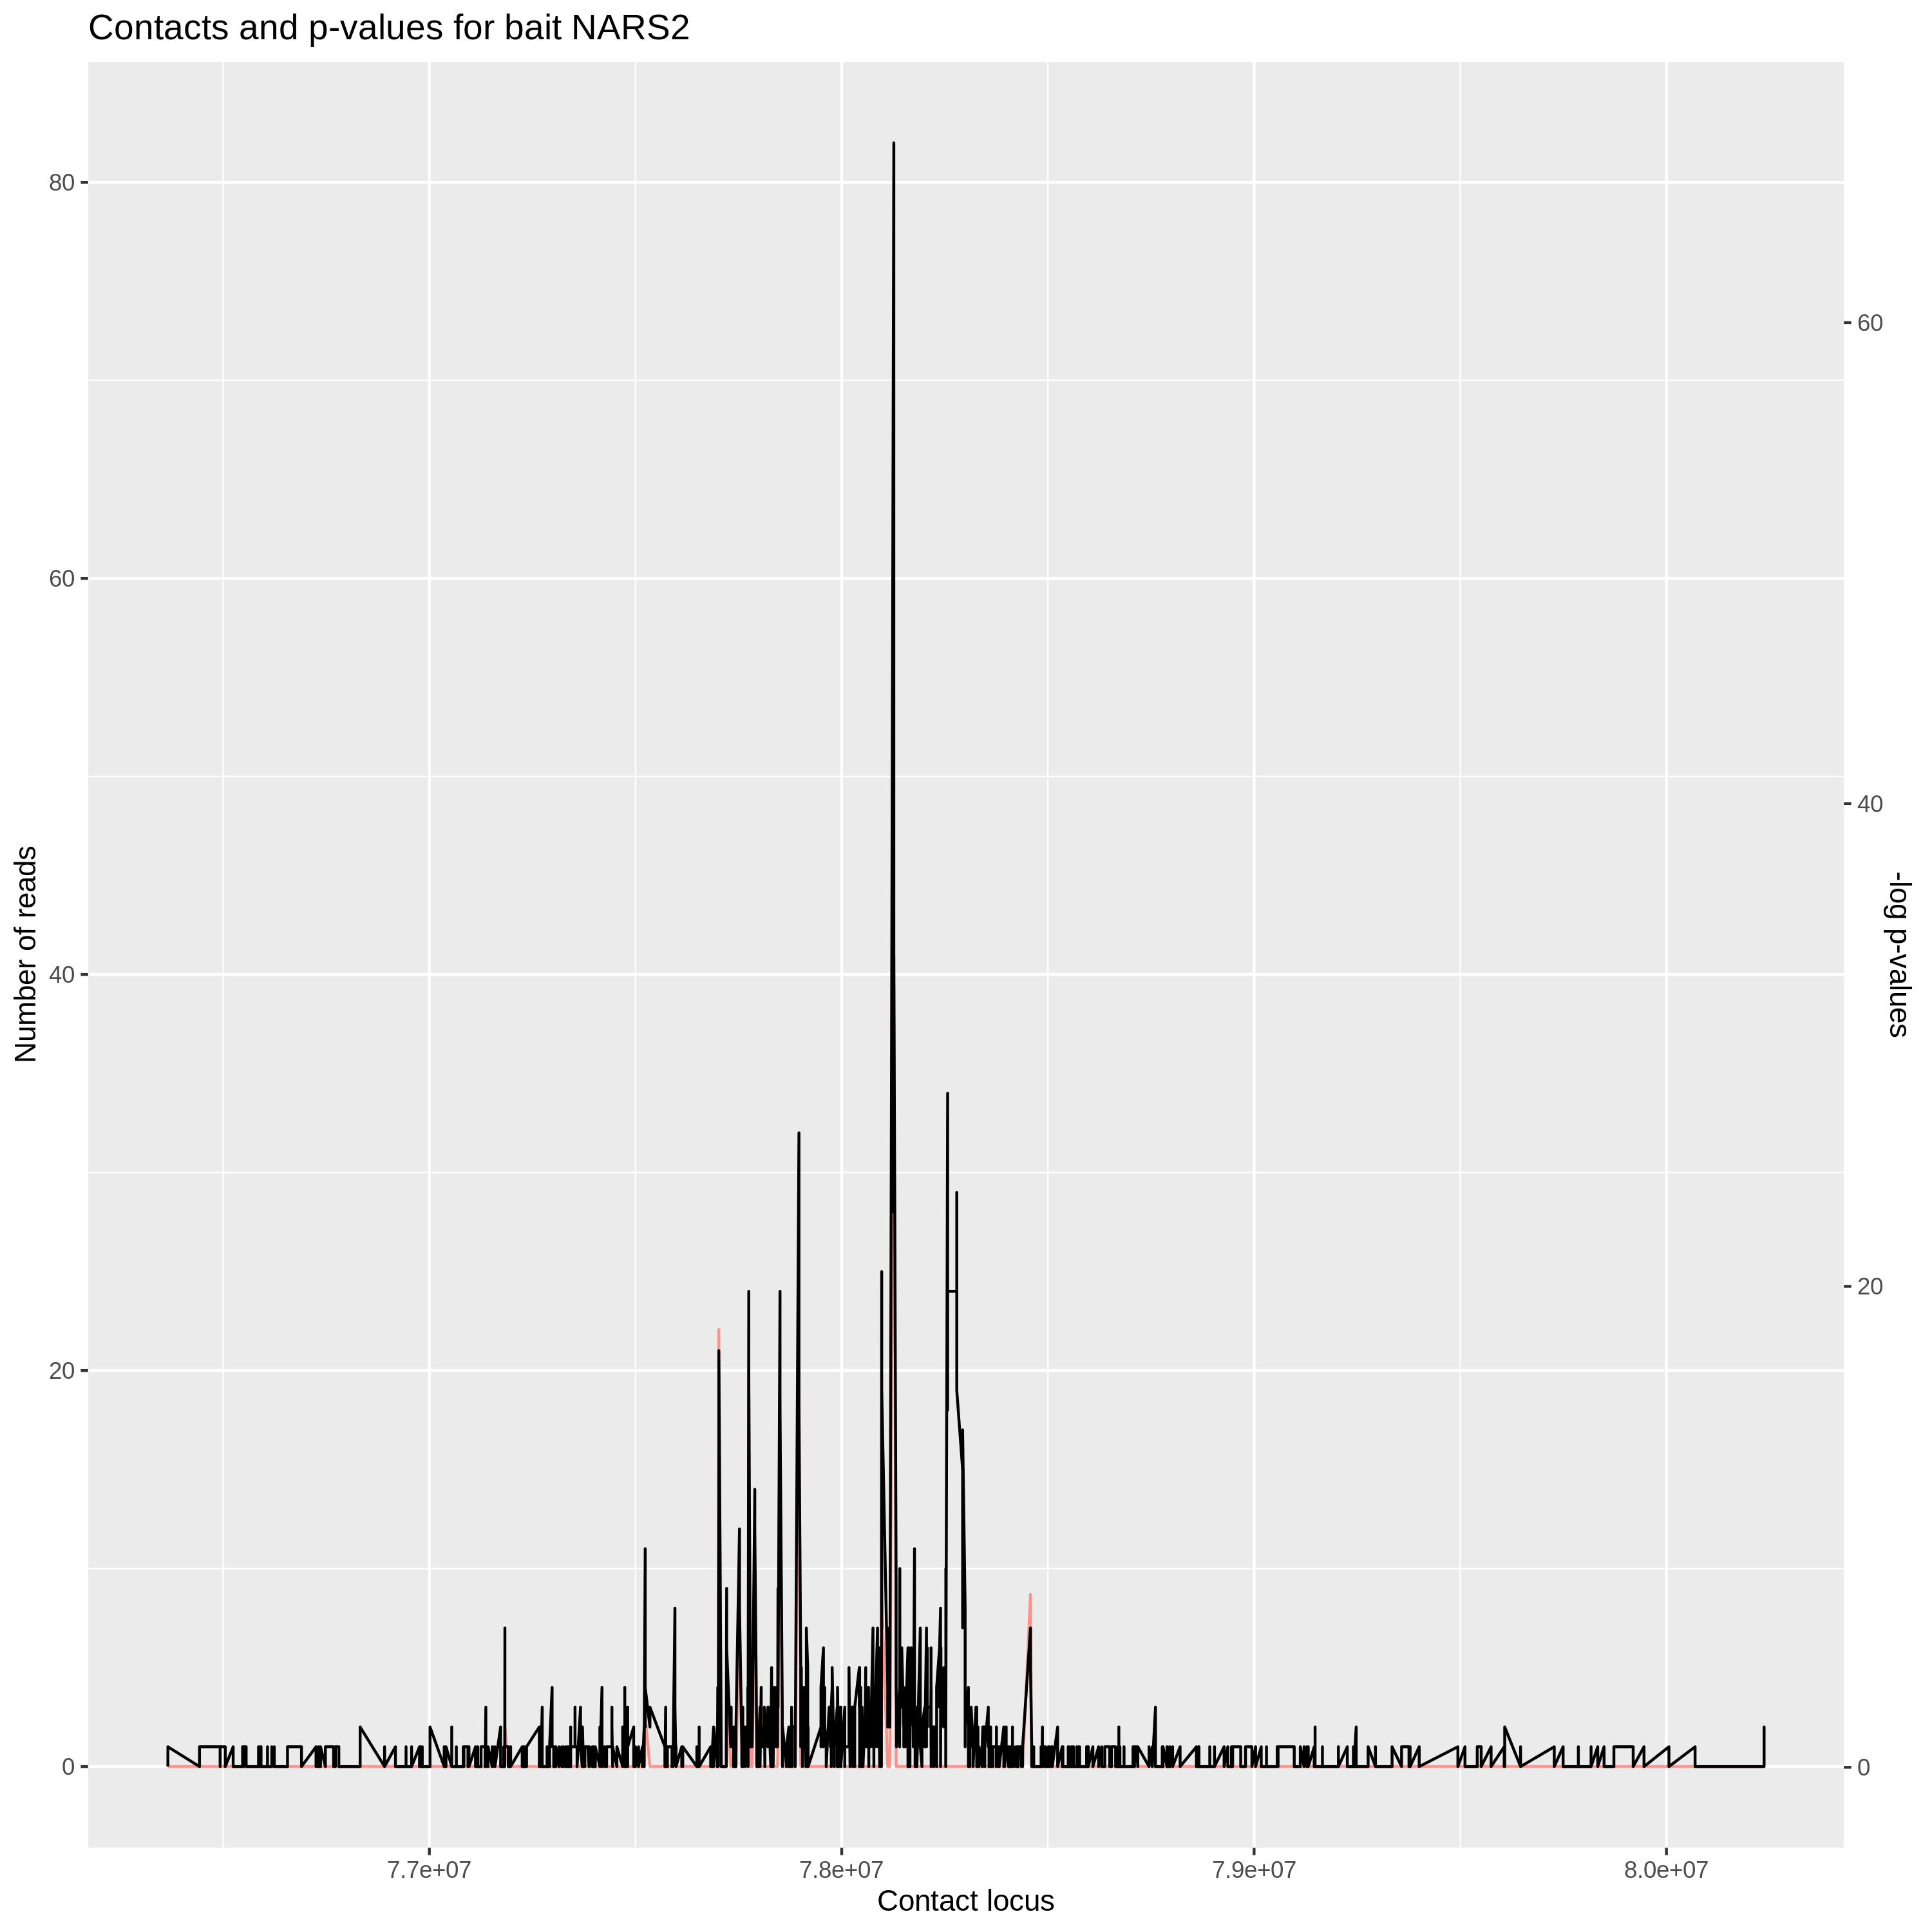 Contacts and p-values for bait NARS2
80
60
40
20
0
Number of reads
60
40
20
0
-log p-values
7.7e+07
7.8e+07
7.9e+07
8.0e+07
Contact locus